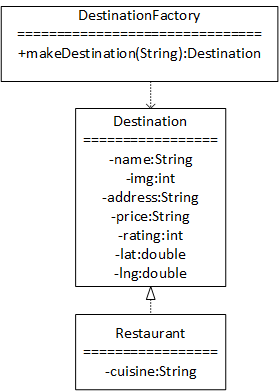 DestinationFactory
==============================
+makeDestination(String):Destination
Destination
=================
-name:String
-img:int
-address:String
-price:String
-rating:int
-lat:double
-lng:double
Restaurant
=================
-cuisine:String